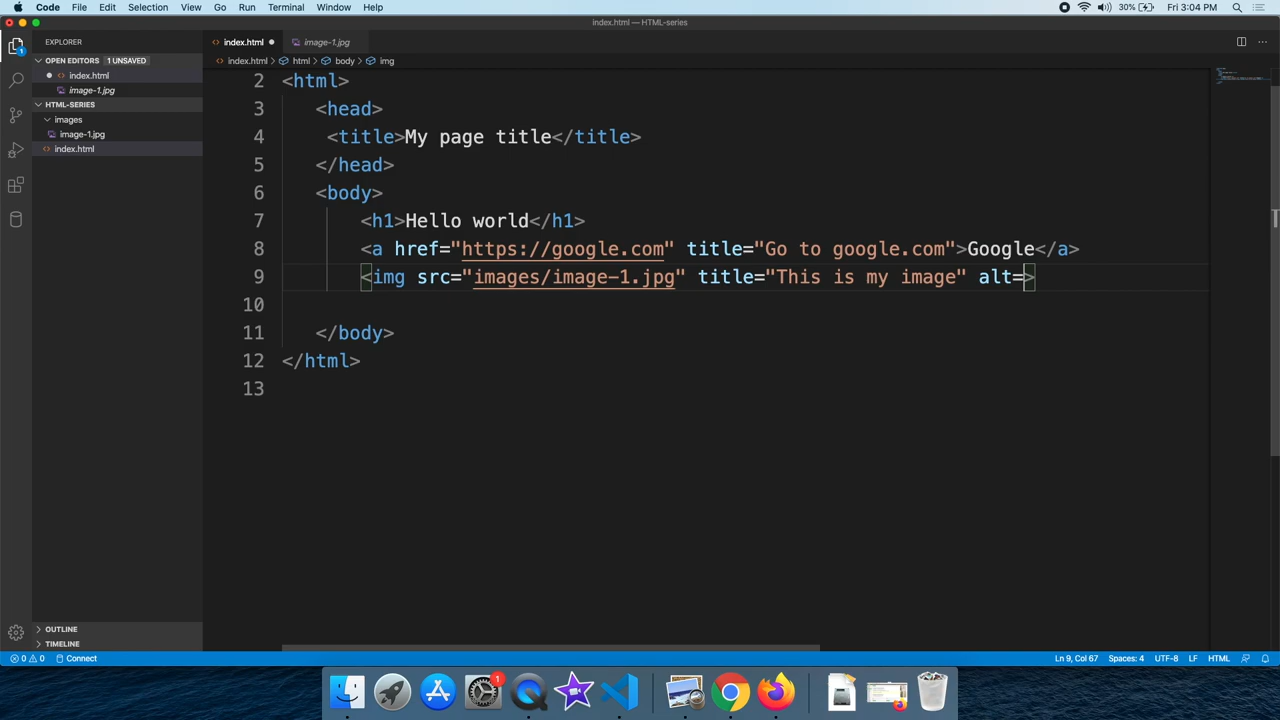 Code File Edit Selection View Go Run Terminal Window Help 30% Fri 3:04 PM
index.html — HTML-series
EXPLORER
index.html
image-1.jpg
OPEN EDITORS 1 UNSAVED
index.html
image-1.jpg
HTML-SERIES
images
image-1.jpg
index.html
OUTLINE
TIMELINE
index.html > html > body > img
2 <html>
3 <head>
4 <title>My page title</title>
5 </head>
6 <body>
7 <h1>Hello world</h1>
8 <a href="https://google.com" title="Go to google.com">Google</a>
9 <img src="images/image-1.jpg" title="This is my image" alt=>
10
11 </body>
12 </html>
13
1
0 0 Connect Ln 9, Col 67 Spaces: 4 UTF-8 LF HTML
1